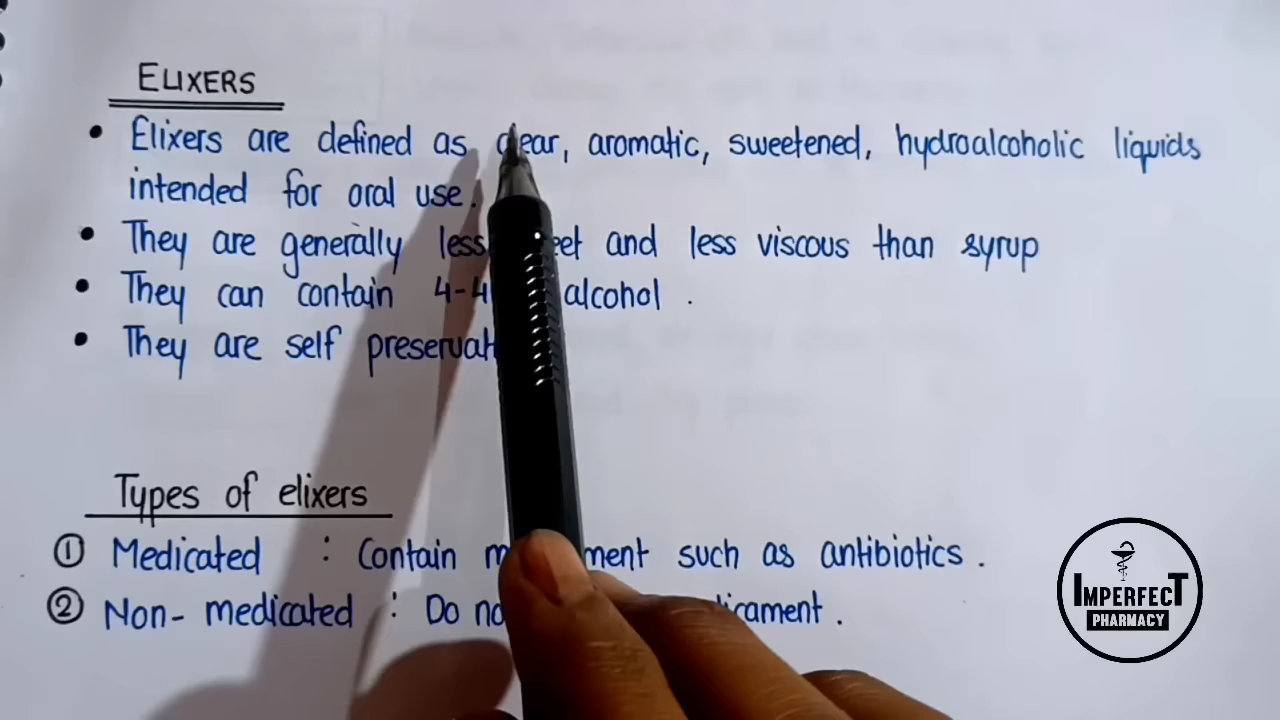 ELIXERS
• Elixers are defined as clear, aromatic, sweetened, hydroalcoholic liquids
intended for oral use.
• They are generally less and less viscous than syrup
• They can contain alcohol.
• They are self
Types of elixers
① Medicated : Contain such as antibiotics.
② Non-medicated : Do
IMPERFECT
PHARMACY